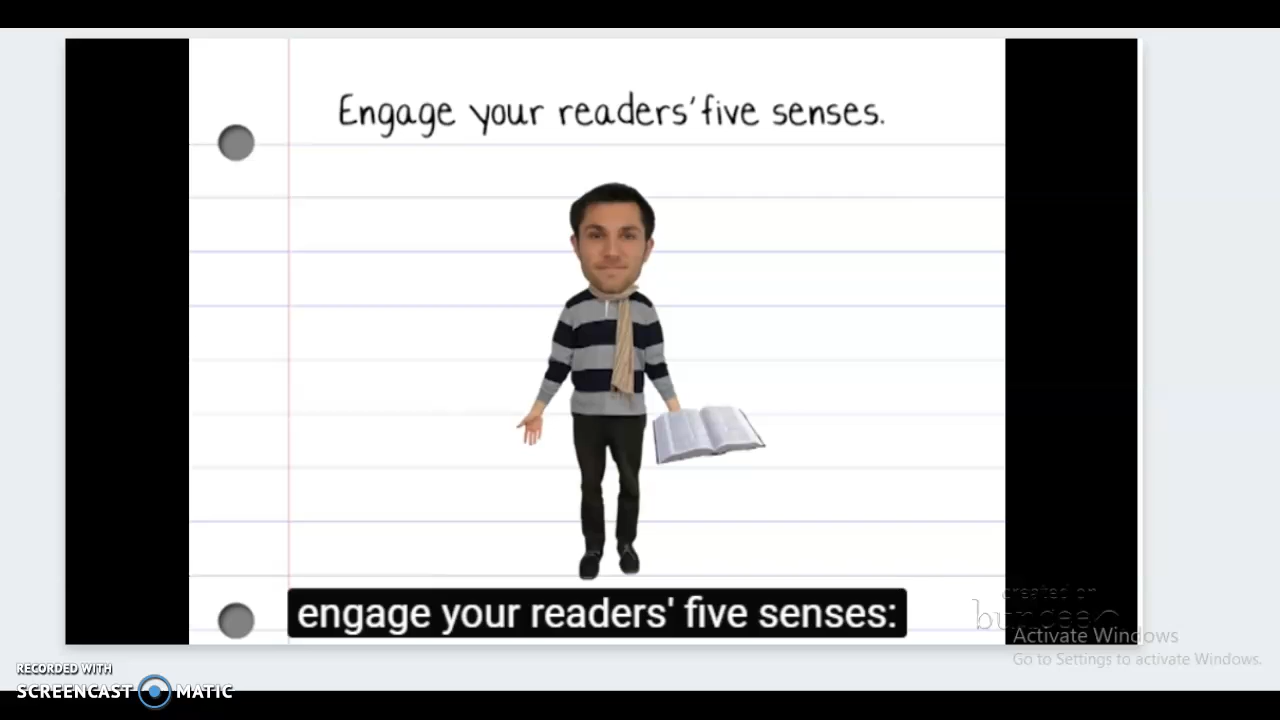 Engage your readers' five senses.
engage your readers' five senses:
created on
Activate Windows
Go to Settings to activate Windows.
RECORDED WITH
SCREENCAST MATIC